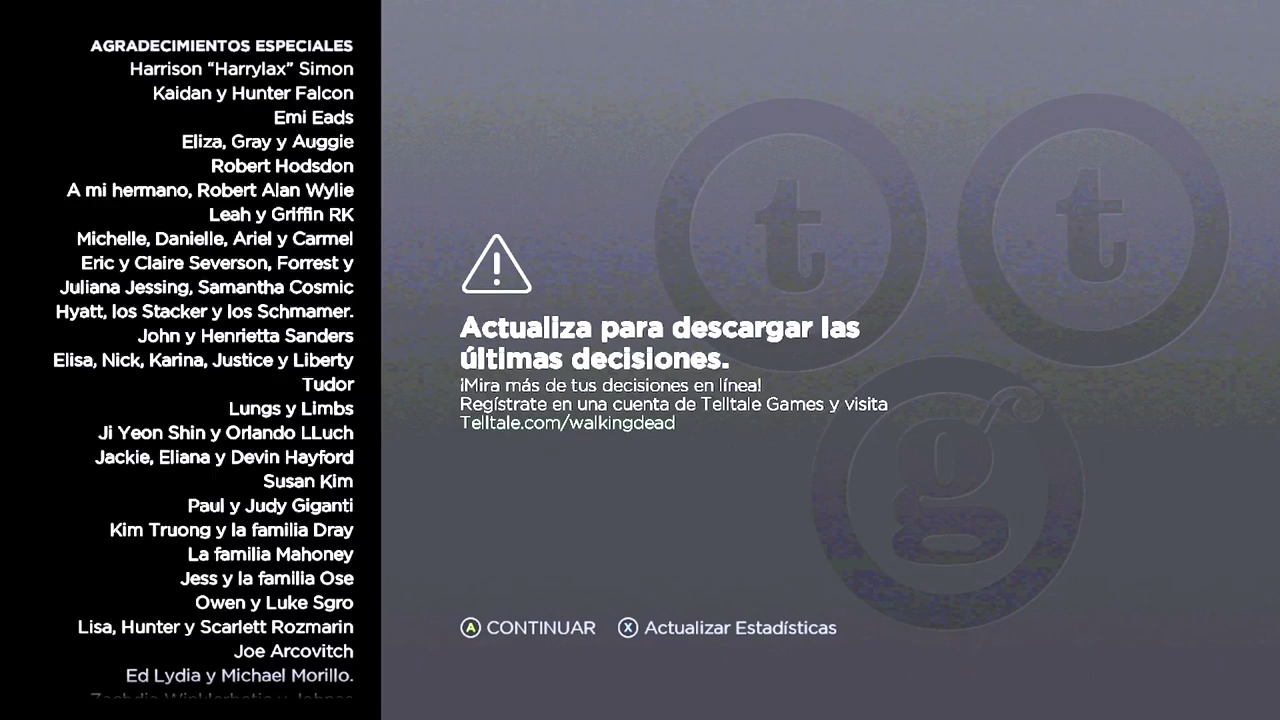 AGRADECIMIENTOS ESPECIALES
Harrison “Harrylax” Simon
Kaidan y Hunter Falcon
Emi Eads
Eliza, Gray y Auggie
Robert Hodsdon
A mi hermano, Robert Alan Wylie
Leah y Griffin RK
Michelle, Danielle, Ariel y Carmel
Eric y Claire Severson, Forrest y
Juliana Jessing, Samantha Cosmic
Hyatt, los Stacker y los Schmamer.
John y Henrietta Sanders
Elisa, Nick, Karina, Justice y Liberty
Tudor
Lungs y Limbs
Ji Yeon Shin y Orlando LLuch
Jackie, Eliana y Devin Hayford
Susan Kim
Paul y Judy Giganti
Kim Truong y la familia Dray
La familia Mahoney
Jess y la familia Ose
Owen y Luke Sgro
Lisa, Hunter y Scarlett Rozmarin
Joe Arcovitch
Ed Lydia y Michael Morillo.
Actualiza para descargar las
últimas decisiones.
¡Mira más de tus decisiones en línea!
Regístrate en una cuenta de Telltale Games y visita
Telltale.com/walkingdead
A CONTINUAR X Actualizar Estadísticas
t t
g